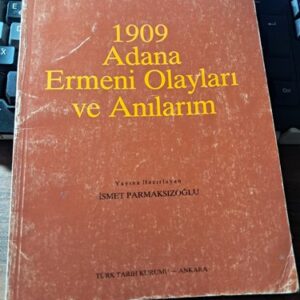 1909
Adana
Ermeni Olayları
ve Anılarım
Yayına Hazırlayan
İSMET PARMAKSIZOĞLU
TÜRK TARİH KURUMU – ANKARA